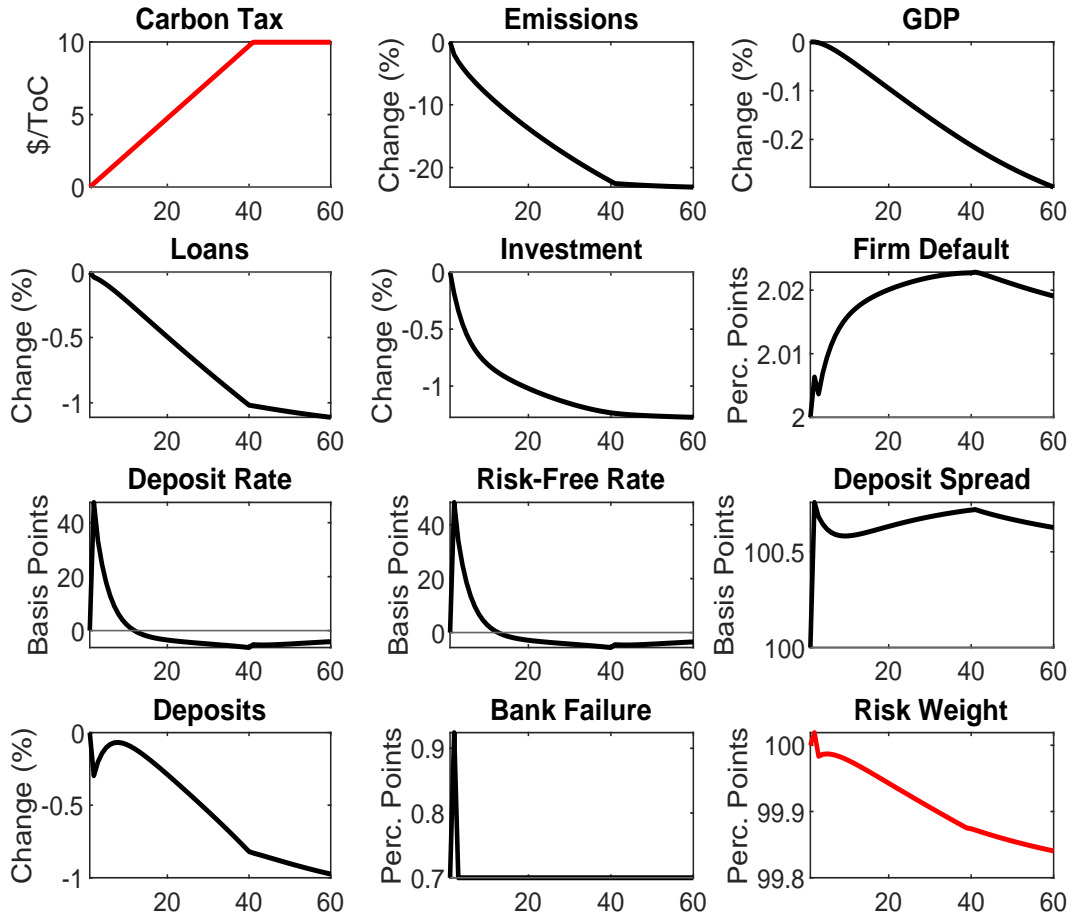 Carbon Tax
$/ToC
10
5
0
20 40 60
Emissions
Change (%)
0
-10
-20
20 40 60
GDP
Change (%)
0
-0.1
-0.2
20 40 60
Loans
Change (%)
0
-0.5
-1
20 40 60
Investment
Change (%)
0
-0.5
-1
20 40 60
Firm Default
Perc. Points
2.02
2.01
2
20 40 60
Deposit Rate
Basis Points
40
20
0
20 40 60
Risk-Free Rate
Basis Points
40
20
0
20 40 60
Deposit Spread
Basis Points
100.5
100
20 40 60
Deposits
Change (%)
0
-0.5
-1
20 40 60
Bank Failure
Perc. Points
0.9
0.8
0.7
20 40 60
Risk Weight
Perc. Points
100
99.9
99.8
20 40 60